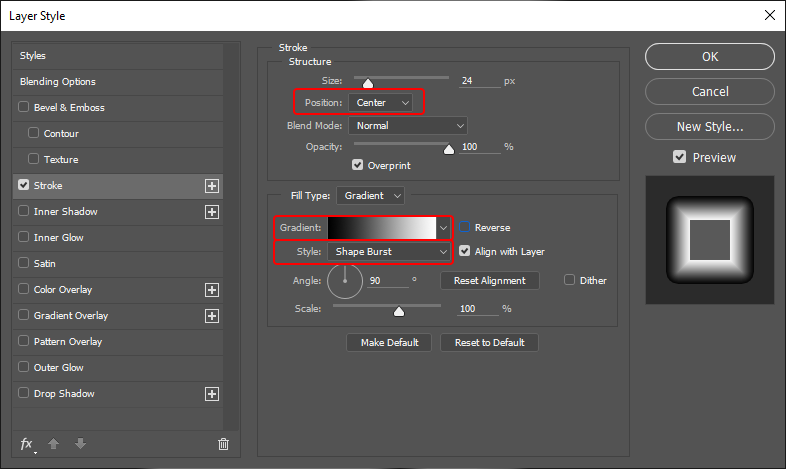 Layer Style
Styles
Blending Options
Bevel & Emboss
Contour
Texture
Stroke
Inner Shadow
Inner Glow
Satin
Color Overlay
Gradient Overlay
Pattern Overlay
Outer Glow
Drop Shadow
fx
Stroke
Structure
Size: 24 px
Position: Center
Blend Mode: Normal
Opacity: 100 %
Overprint
Fill Type: Gradient
Gradient: Reverse
Style: Shape Burst Align with Layer
Angle: 90 ° Reset Alignment Dither
Scale: 100 %
Make Default Reset to Default
OK
Cancel
New Style...
Preview